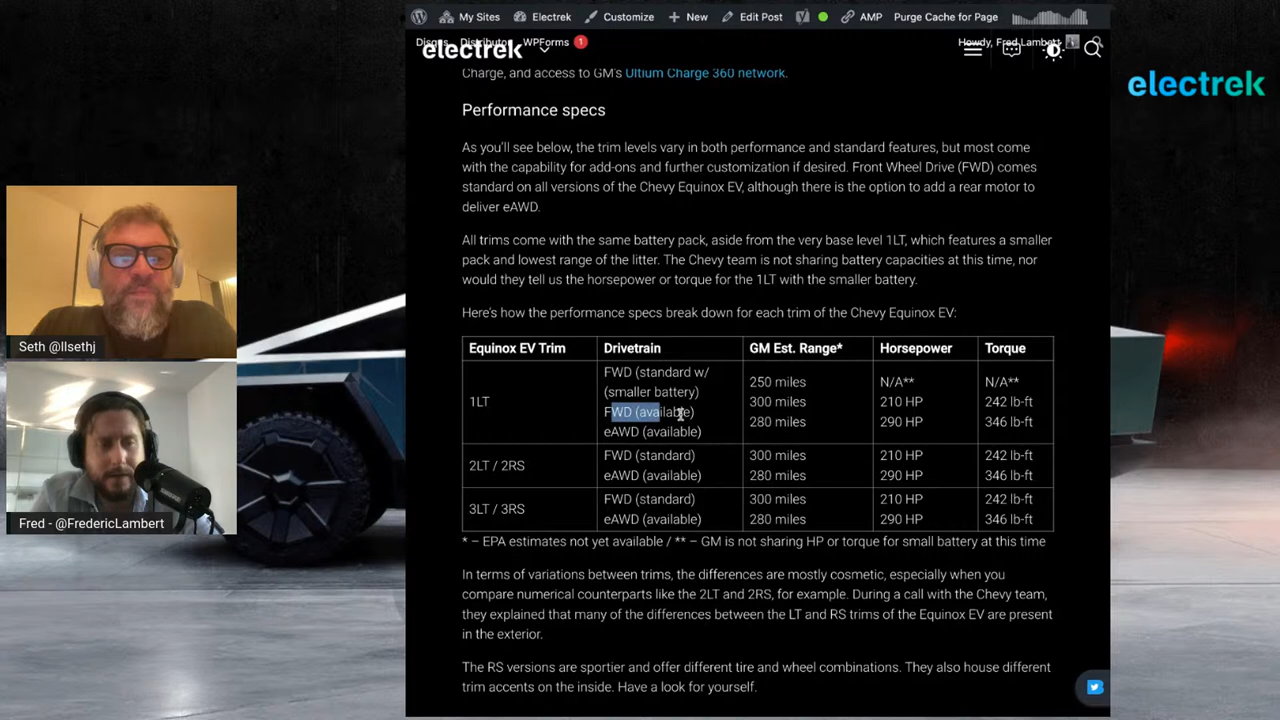 My Sites Electrek Customize New Edit Post AMP Purge Cache for Page
Disqus Distributor WPForms 1 Howdy, Fred Lambert
electrek
electrek
Charge, and access to GM's Ultium Charge 360 network.
Performance specs
As you'll see below, the trim levels vary in both performance and standard features, but most come
with the capability for add-ons and further customization if desired. Front Wheel Drive (FWD) comes
standard on all versions of the Chevy Equinox EV, although there is the option to add a rear motor to
deliver eAWD.
All trims come with the same battery pack, aside from the very base level 1LT, which features a smaller
pack and lowest range of the litter. The Chevy team is not sharing battery capacities at this time, nor
would they tell us the horsepower or torque for the 1LT with the smaller battery.
Here's how the performance specs break down for each trim of the Chevy Equinox EV:
Equinox EV Trim Drivetrain GM Est. Range* Horsepower Torque
1LT
FWD (standard w/
(smaller battery) 250 miles N/A** N/A**
FWD (available) 300 miles 210 HP 242 lb-ft
eAWD (available) 280 miles 290 HP 346 lb-ft
2LT / 2RS
FWD (standard) 300 miles 210 HP 242 lb-ft
eAWD (available) 280 miles 290 HP 346 lb-ft
3LT / 3RS
FWD (standard) 300 miles 210 HP 242 lb-ft
eAWD (available) 280 miles 290 HP 346 lb-ft
* – EPA estimates not yet available / ** – GM is not sharing HP or torque for small battery at this time
In terms of variations between trims, the differences are mostly cosmetic, especially when you
compare numerical counterparts like the 2LT and 2RS, for example. During a call with the Chevy team,
they explained that many of the differences between the LT and RS trims of the Equinox EV are present
in the exterior.
The RS versions are sportier and offer different tire and wheel combinations. They also house different
trim accents on the inside. Have a look for yourself.
Seth @llsethj
Fred - @FredericLambert